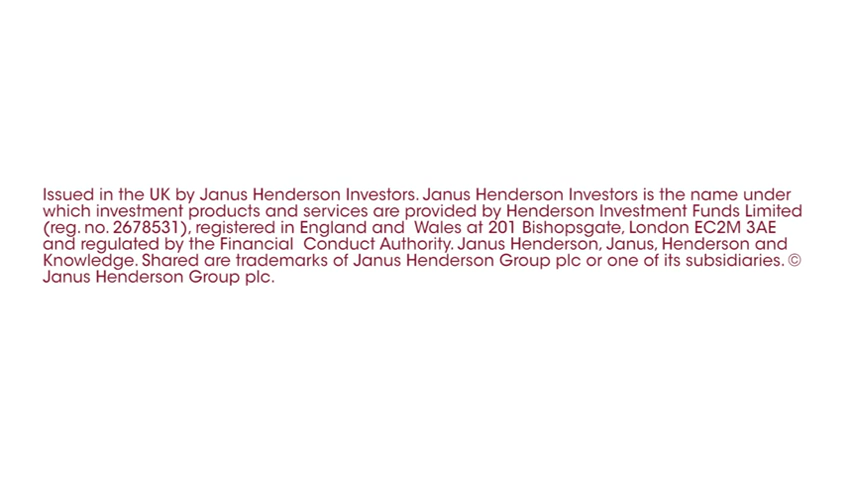 Issued in the UK by Janus Henderson Investors. Janus Henderson Investors is the name under
which investment products and services are provided by Henderson Investment Funds Limited
(reg. no. 2678531), registered in England and  Wales at 201 Bishopsgate, London EC2M 3AE
and regulated by the Financial  Conduct Authority. Janus Henderson, Janus, Henderson and
Knowledge. Shared are trademarks of Janus Henderson Group plc or one of its subsidiaries. ©
Janus Henderson Group plc.